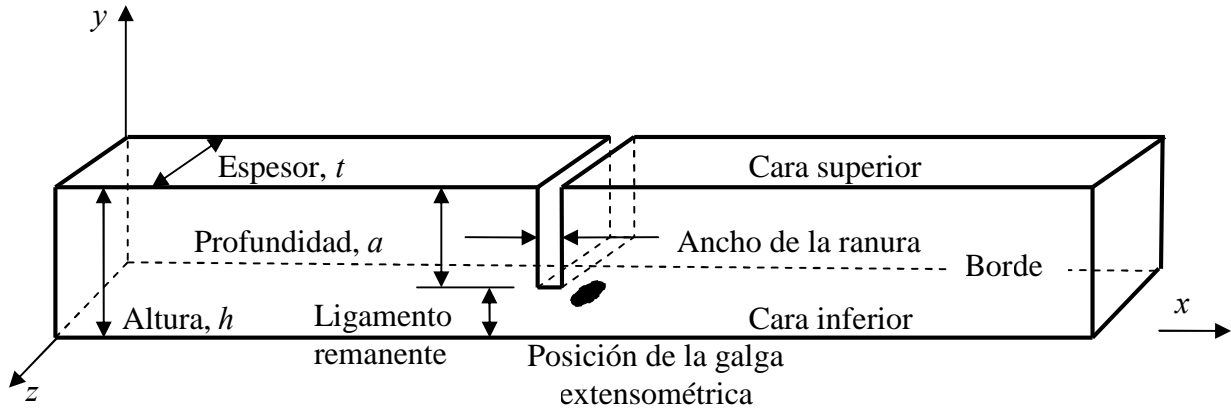 y
Espesor, t
Cara superior
Profundidad, a
Ancho de la ranura
Borde
Altura, h
Ligamento
remanente
Cara inferior
x
Posición de la galga
extensométrica
z